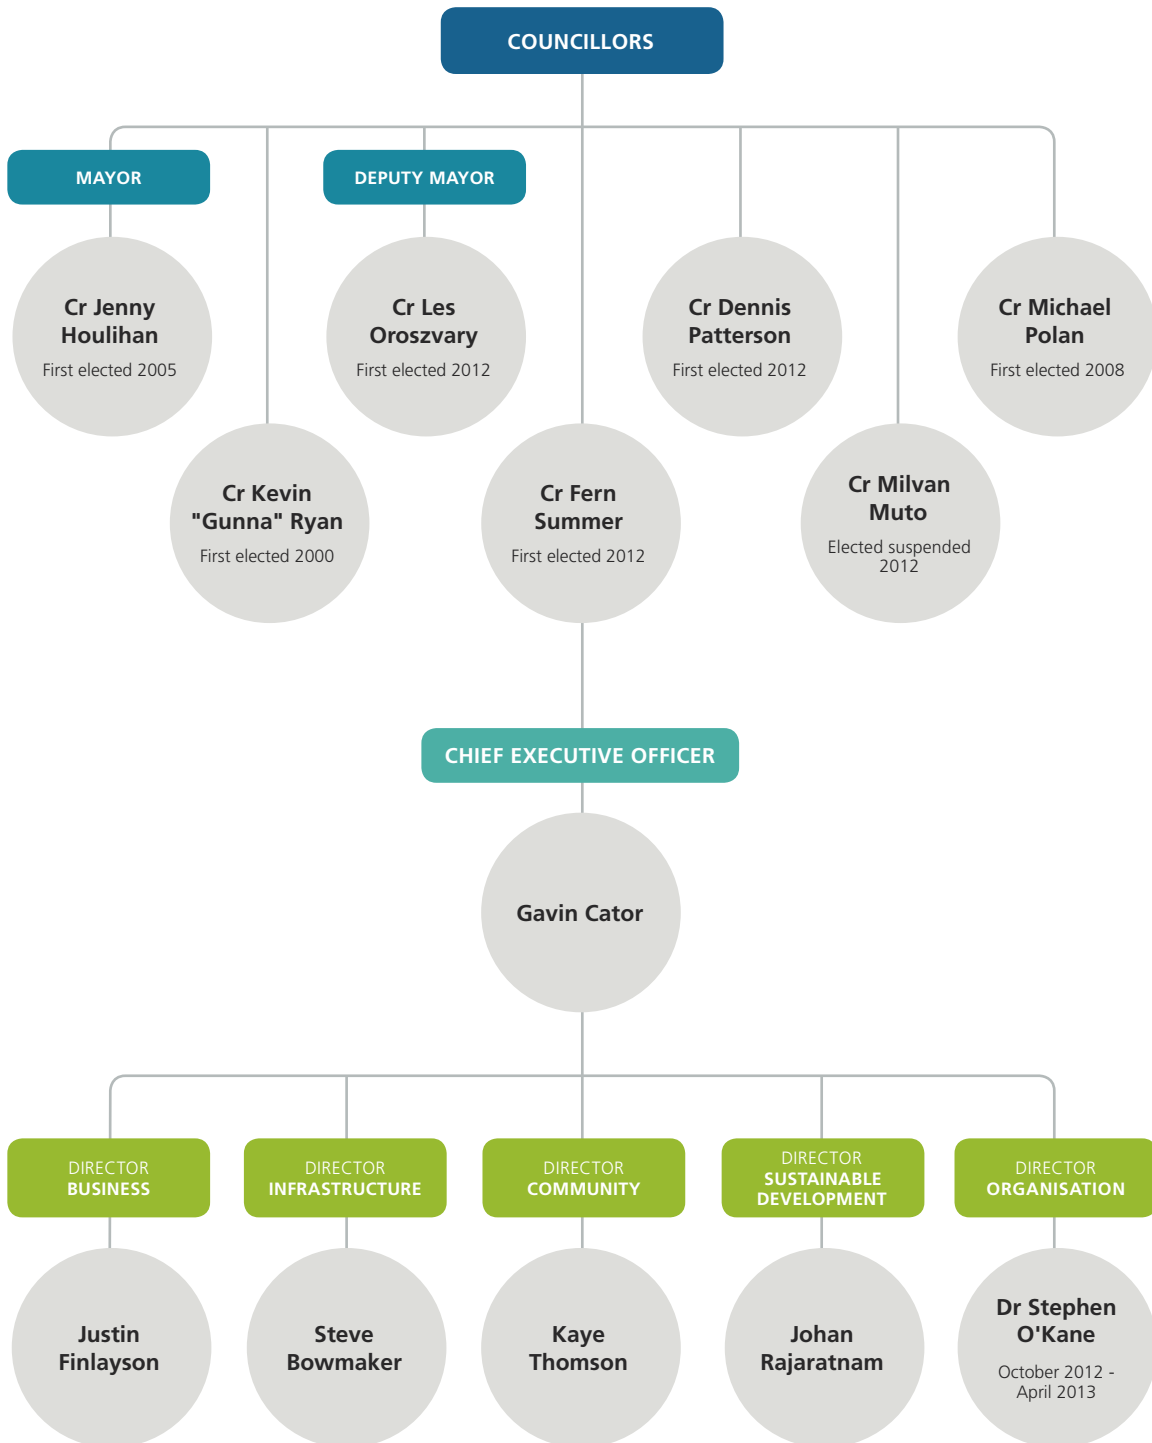 COUNCILLORS
MAYOR
DEPUTY MAYOR
Cr Jenny
Houlihan
First elected 2005
Cr Les
Oroszvary
First elected 2012
Cr Dennis
Patterson
First elected 2012
Cr Michael
Polan
First elected 2008
Cr Kevin
"Gunna" Ryan
First elected 2000
Cr Fern
Summer
First elected 2012
Cr Milvan
Muto
Elected suspended
2012
CHIEF EXECUTIVE OFFICER
Gavin Cator
DIRECTOR
BUSINESS
DIRECTOR
INFRASTRUCTURE
DIRECTOR
COMMUNITY
DIRECTOR
SUSTAINABLE
DEVELOPMENT
DIRECTOR
ORGANISATION
Justin
Finlayson
Steve
Bowmaker
Kaye
Thomson
Johan
Rajaratnam
Dr Stephen
O'Kane
October 2012 -
April 2013